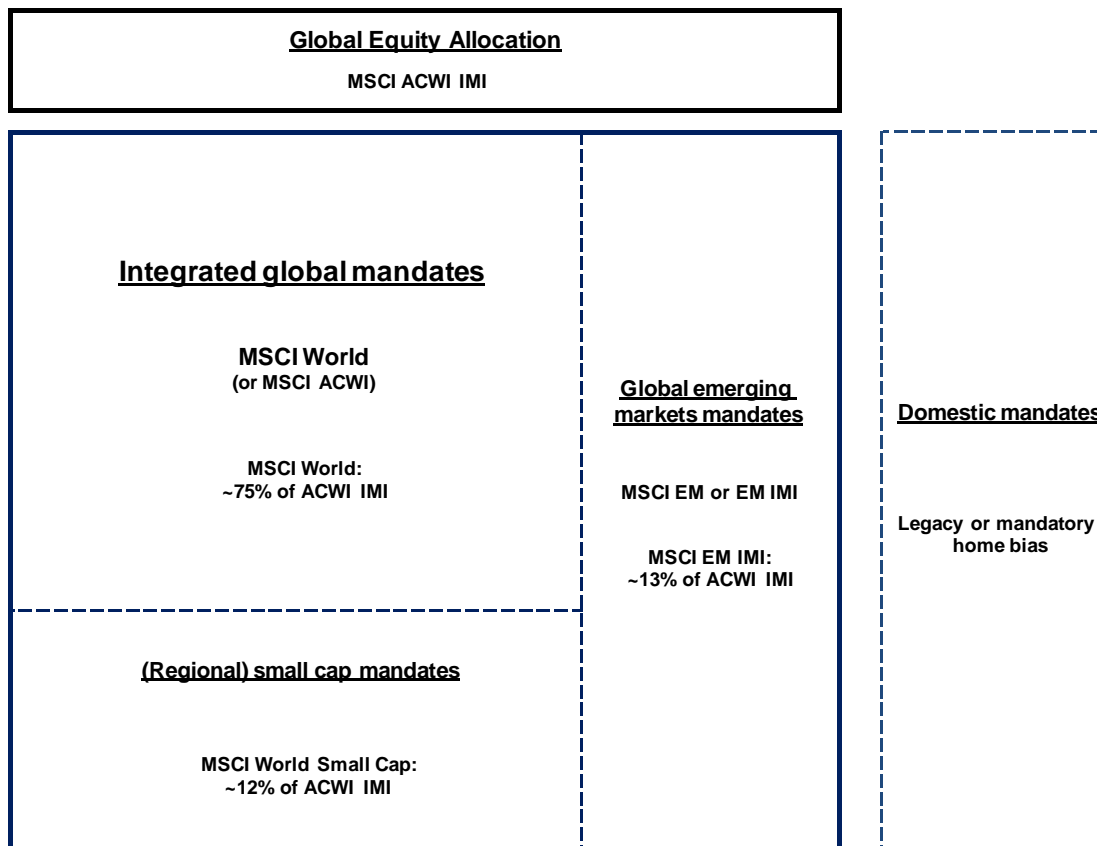 Global Equity Allocation
MSCI ACWI IMI
Integrated global mandates
MSCI World
(or MSCI ACWI)
MSCI World:
~75% of ACWI IMI
(Regional) small cap mandates
MSCI World Small Cap:
~12% of ACWI IMI
Global emerging
markets mandates
MSCI EM or EM IMI
MSCI EM IMI:
~13% of ACWI IMI
Domestic mandates
Legacy or mandatory
home bias